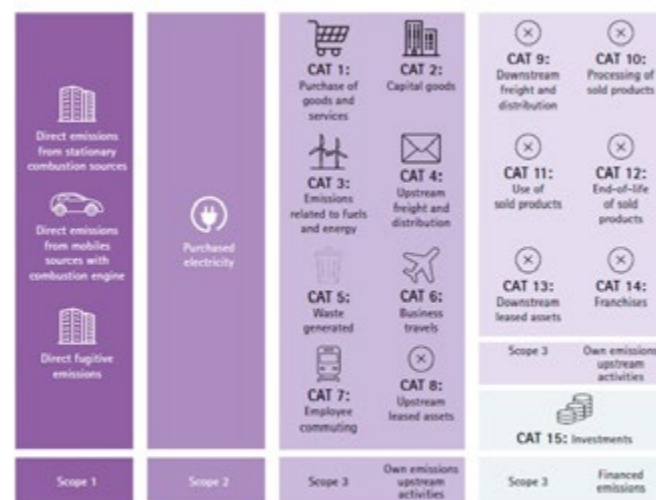 Direct emissions
from stationary
combustion sources
Direct emissions
from mobiles
sources with
combustion engine
Direct fugitive
emissions
Scope 1
Purchased
electricity
Scope 2
CAT 1:
Purchase of
goods and
services
CAT 2:
Capital goods
CAT 3:
Emissions
related to fuels
and energy
CAT 4:
Upstream
freight and
distribution
CAT 5:
Waste
generated
CAT 6:
Business
travels
CAT 7:
Employee
commuting
CAT 8:
Upstream
leased assets
Scope 3
Own emissions
upstream
activities
CAT 9:
Downstream
freight and
distribution
CAT 10:
Processing of
sold products
CAT 11:
Use of
sold products
CAT 12:
End-of-life
of sold
products
CAT 13:
Downstream
leased assets
CAT 14:
Franchises
Scope 3
Own emissions
upstream
activities
CAT 15: Investments
Scope 3
Financed
emissions